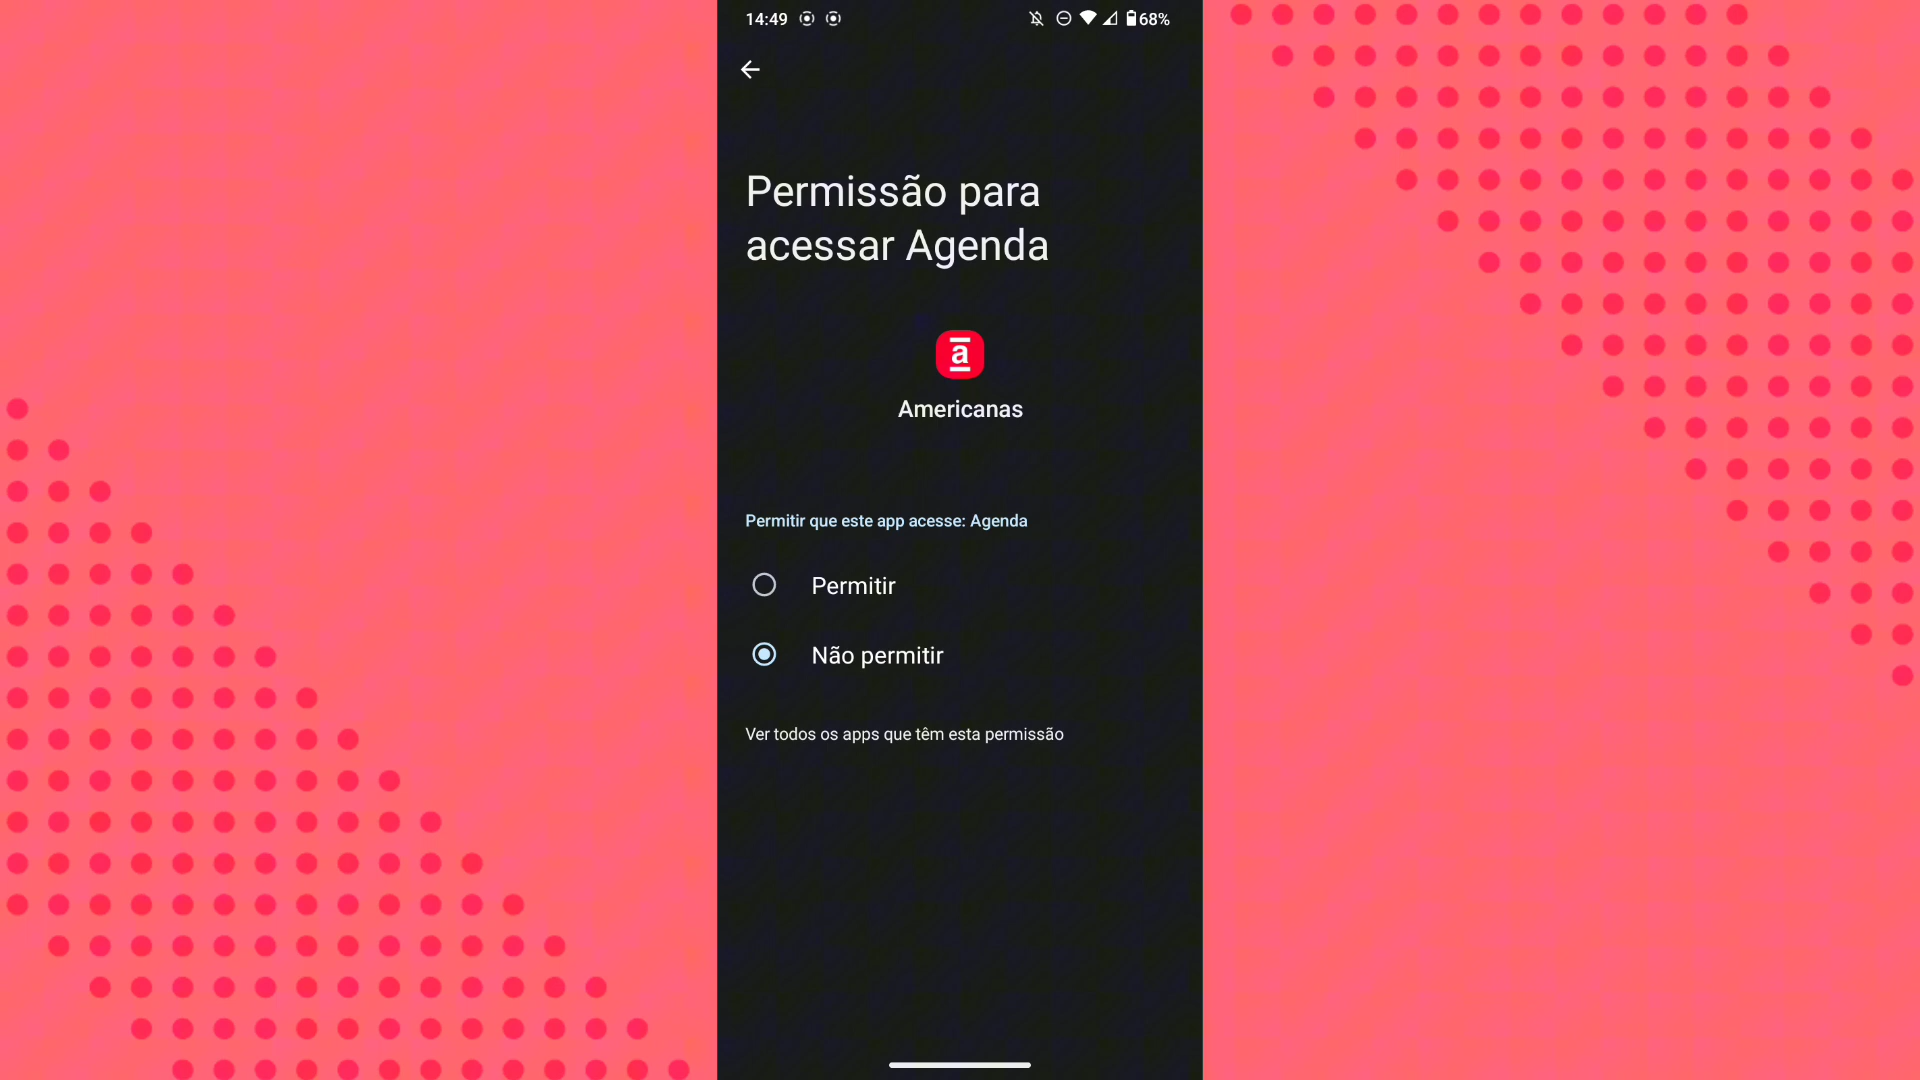 14:49 68%
Permissão para
acessar Agenda
a
Americanas
Permitir que este app acesse: Agenda
Permitir
Não permitir
Ver todos os apps que têm esta permissão